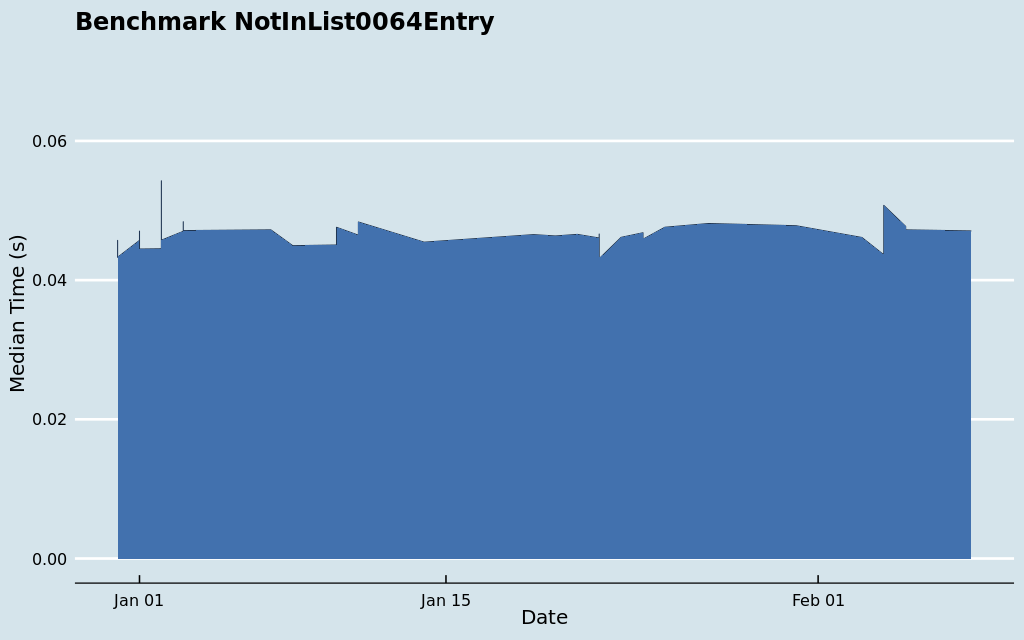 Benchmark NotInList0064Entry
0.06
0.04
0.02
0.00
Median Time (s)
Jan 01
Jan 15
Feb 01
Date